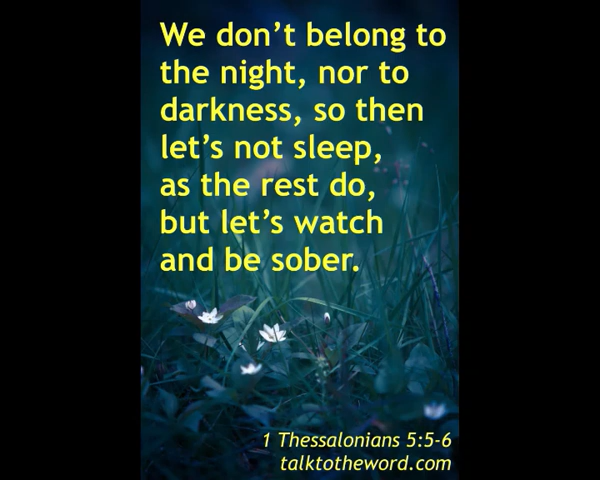 We don’t belong to
the night, nor to
darkness, so then
let’s not sleep,
as the rest do,
but let’s watch
and be sober.
1 Thessalonians 5:5-6
talktotheword.com